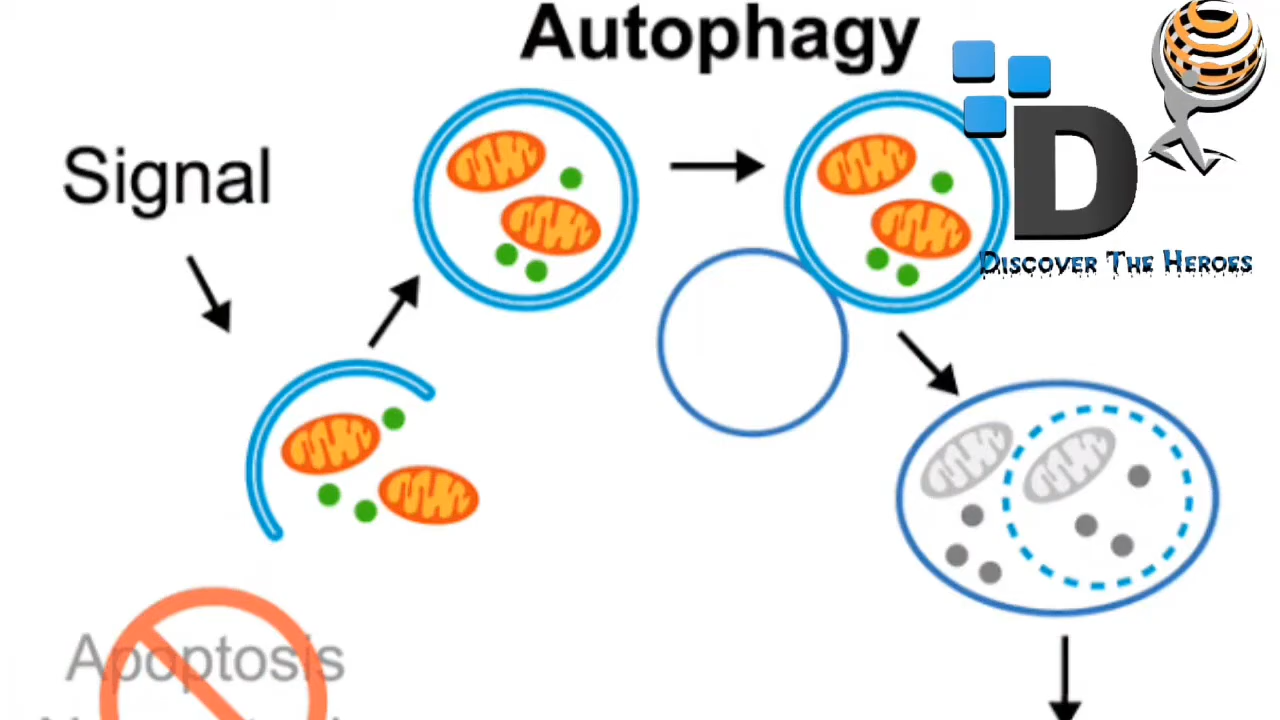 Autophagy
Signal
D
Discover The Heroes
Apoptosis